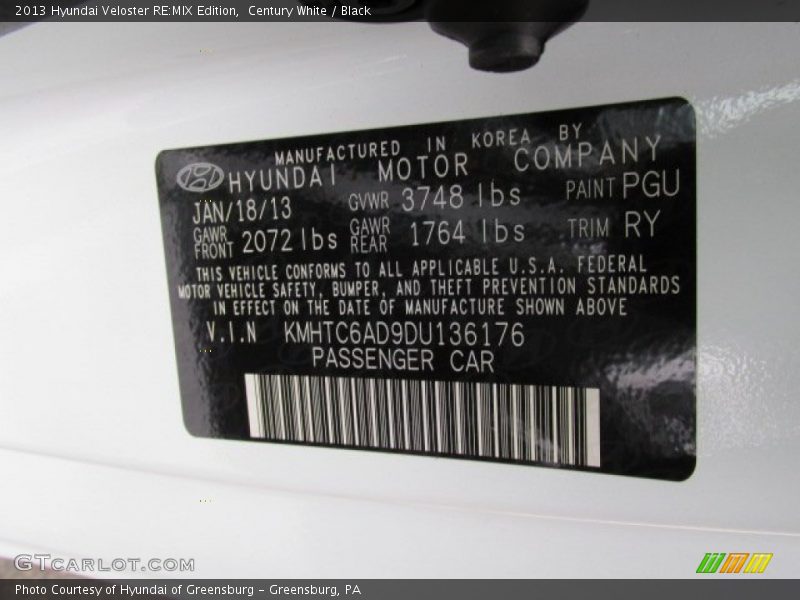 2013 Hyundai Veloster RE:MIX Edition, Century White / Black
MANUFACTURED IN KOREA BY
HYUNDAI MOTOR COMPANY
JAN/18/13 GVWR 3748 lbs PAINT PGU
GAWR FRONT 2072 lbs GAWR REAR 1764 lbs TRIM RY
THIS VEHICLE CONFORMS TO ALL APPLICABLE U.S.A. FEDERAL
MOTOR VEHICLE SAFETY, BUMPER, AND THEFT PREVENTION STANDARDS
IN EFFECT ON THE DATE OF MANUFACTURE SHOWN ABOVE
V.I.N KMHTC6AD9DU136176
PASSENGER CAR
GTCARLOT.COM
Photo Courtesy of Hyundai of Greensburg - Greensburg, PA